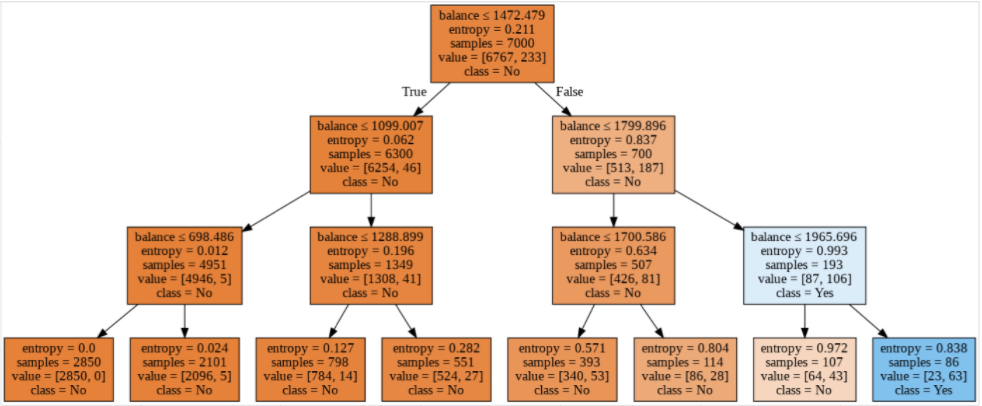 balance ≤ 1472.479
entropy = 0.211
samples = 7000
value = [6767, 233]
class = No
True
False
balance ≤ 1099.007
entropy = 0.062
samples = 6300
value = [6254, 46]
class = No
balance ≤ 1799.896
entropy = 0.837
samples = 700
value = [513, 187]
class = No
balance ≤ 698.486
entropy = 0.012
samples = 4951
value = [4946, 5]
class = No
balance ≤ 1288.899
entropy = 0.196
samples = 1349
value = [1308, 41]
class = No
balance ≤ 1700.586
entropy = 0.634
samples = 507
value = [426, 81]
class = No
balance ≤ 1965.696
entropy = 0.993
samples = 193
value = [87, 106]
class = Yes
entropy = 0.0
samples = 2850
value = [2850, 0]
class = No
entropy = 0.024
samples = 2101
value = [2096, 5]
class = No
entropy = 0.127
samples = 798
value = [784, 14]
class = No
entropy = 0.282
samples = 551
value = [524, 27]
class = No
entropy = 0.571
samples = 393
value = [340, 53]
class = No
entropy = 0.804
samples = 114
value = [86, 28]
class = No
entropy = 0.972
samples = 107
value = [64, 43]
class = No
entropy = 0.838
samples = 86
value = [23, 63]
class = Yes